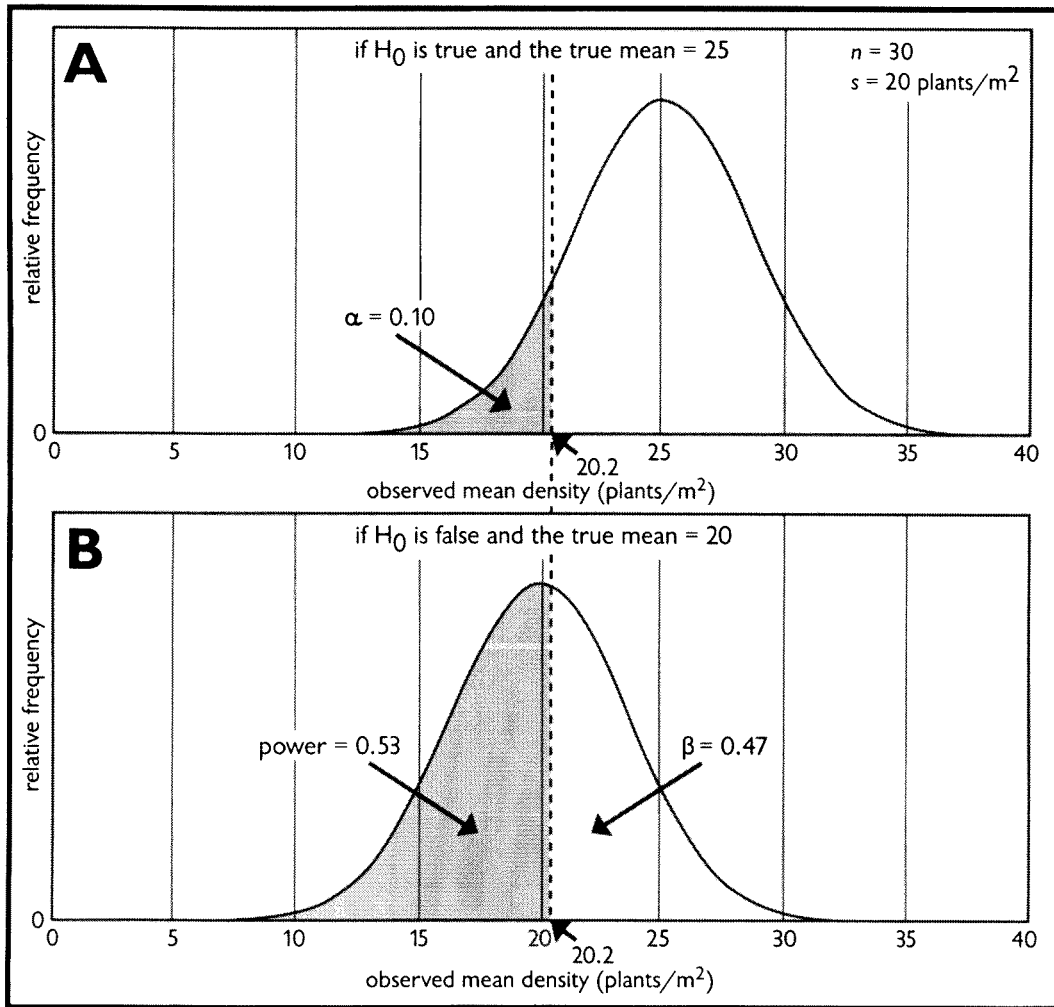 A
if H0 is true and the true mean = 25
n = 30
s = 20 plants/m2
relative frequency
α = 0.10
0
0 5 10 15 20 25 30 35 40
20.2
observed mean density (plants/m2)
B
if H0 is false and the true mean = 20
relative frequency
power = 0.53
β = 0.47
0
0 5 10 15 20 25 30 35 40
20.2
observed mean density (plants/m2)